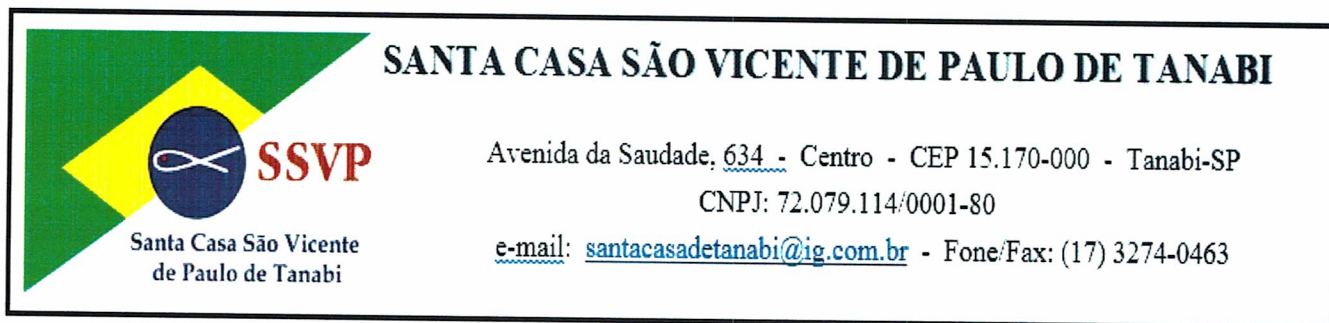 SANTA CASA SÃO VICENTE DE PAULO DE TANABI
SSVP
Santa Casa São Vicente
de Paulo de Tanabi
Avenida da Saudade, 634 - Centro - CEP 15.170-000 - Tanabi-SP
CNPJ: 72.079.114/0001-80
e-mail: santacasadetanabi@ig.com.br - Fone/Fax: (17) 3274-0463